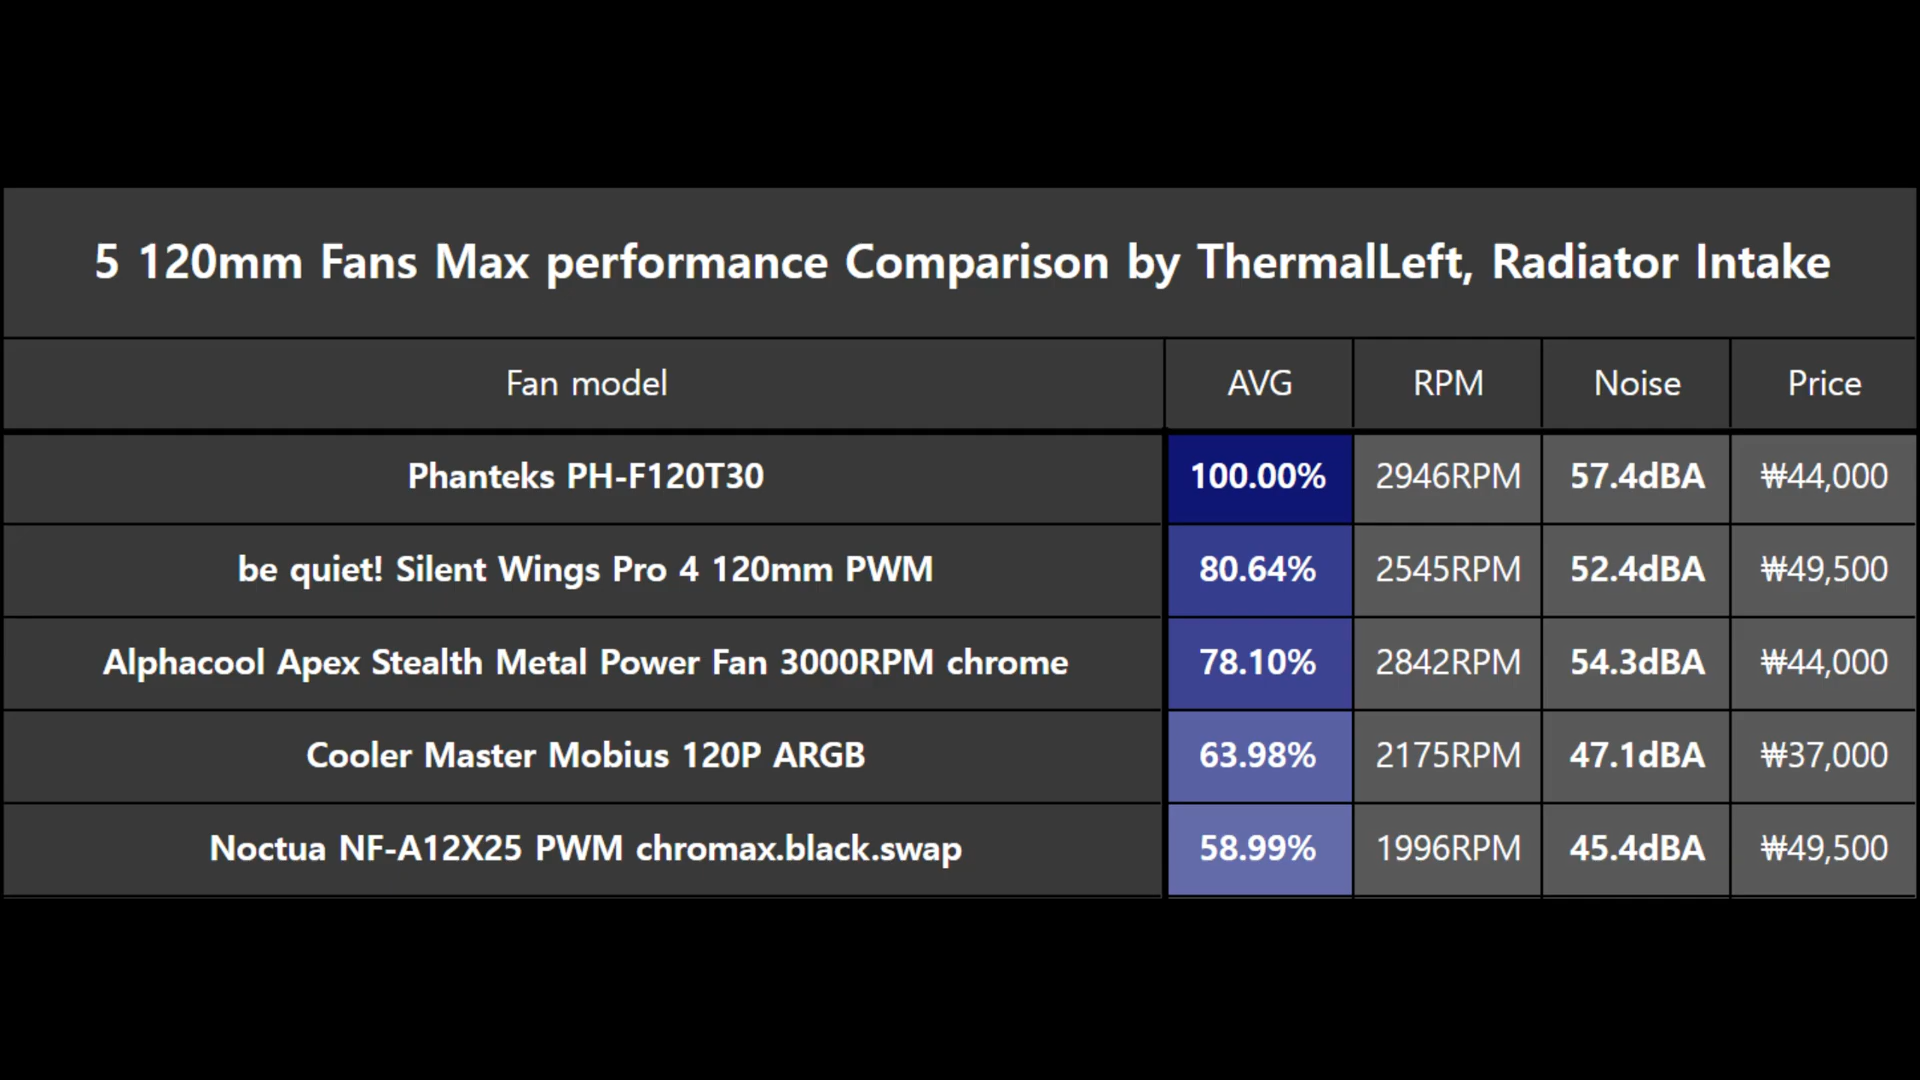 5 120mm Fans Max performance Comparison by ThermalLeft, Radiator Intake
Fan model AVG RPM Noise Price
Phanteks PH-F120T30 100.00% 2946RPM 57.4dBA ₩44,000
be quiet! Silent Wings Pro 4 120mm PWM 80.64% 2545RPM 52.4dBA ₩49,500
Alphacool Apex Stealth Metal Power Fan 3000RPM chrome 78.10% 2842RPM 54.3dBA ₩44,000
Cooler Master Mobius 120P ARGB 63.98% 2175RPM 47.1dBA ₩37,000
Noctua NF-A12X25 PWM chromax.black.swap 58.99% 1996RPM 45.4dBA ₩49,500